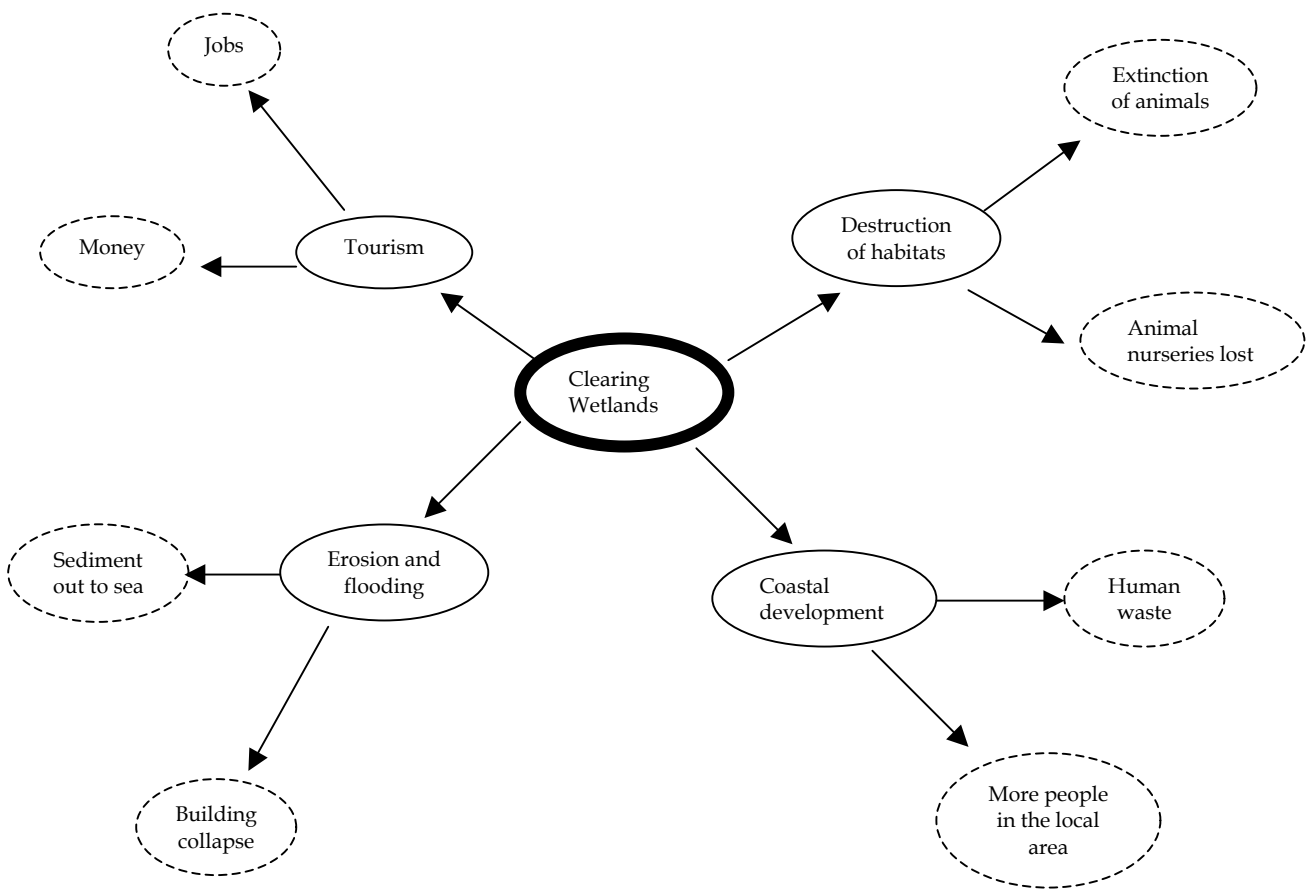 Jobs
Extinction
of animals
Money
Tourism
Destruction
of habitats
Animal
nurseries lost
Clearing
Wetlands
Sediment
out to sea
Erosion and
flooding
Coastal
development
Human
waste
Building
collapse
More people
in the local
area